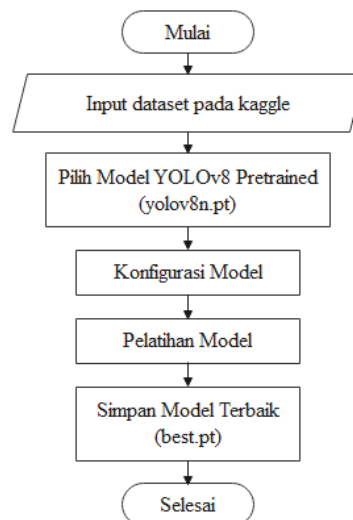 Mulai
Input dataset pada kaggle
Pilih Model YOLOv8 Pretrained
(yolov8n.pt)
Konfigurasi Model
Pelatihan Model
Simpan Model Terbaik
(best.pt)
Selesai